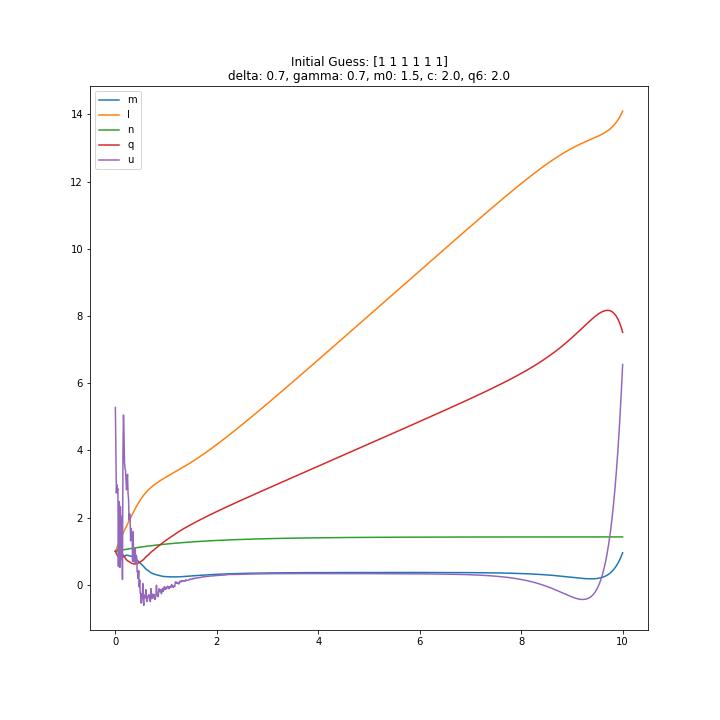 Initial Guess: [1 1 1 1 1 1]
delta: 0.7, gamma: 0.7, m0: 1.5, c: 2.0, q6: 2.0
m
l
n
q
u
14
12
10
8
6
4
2
0
0 2 4 6 8 10